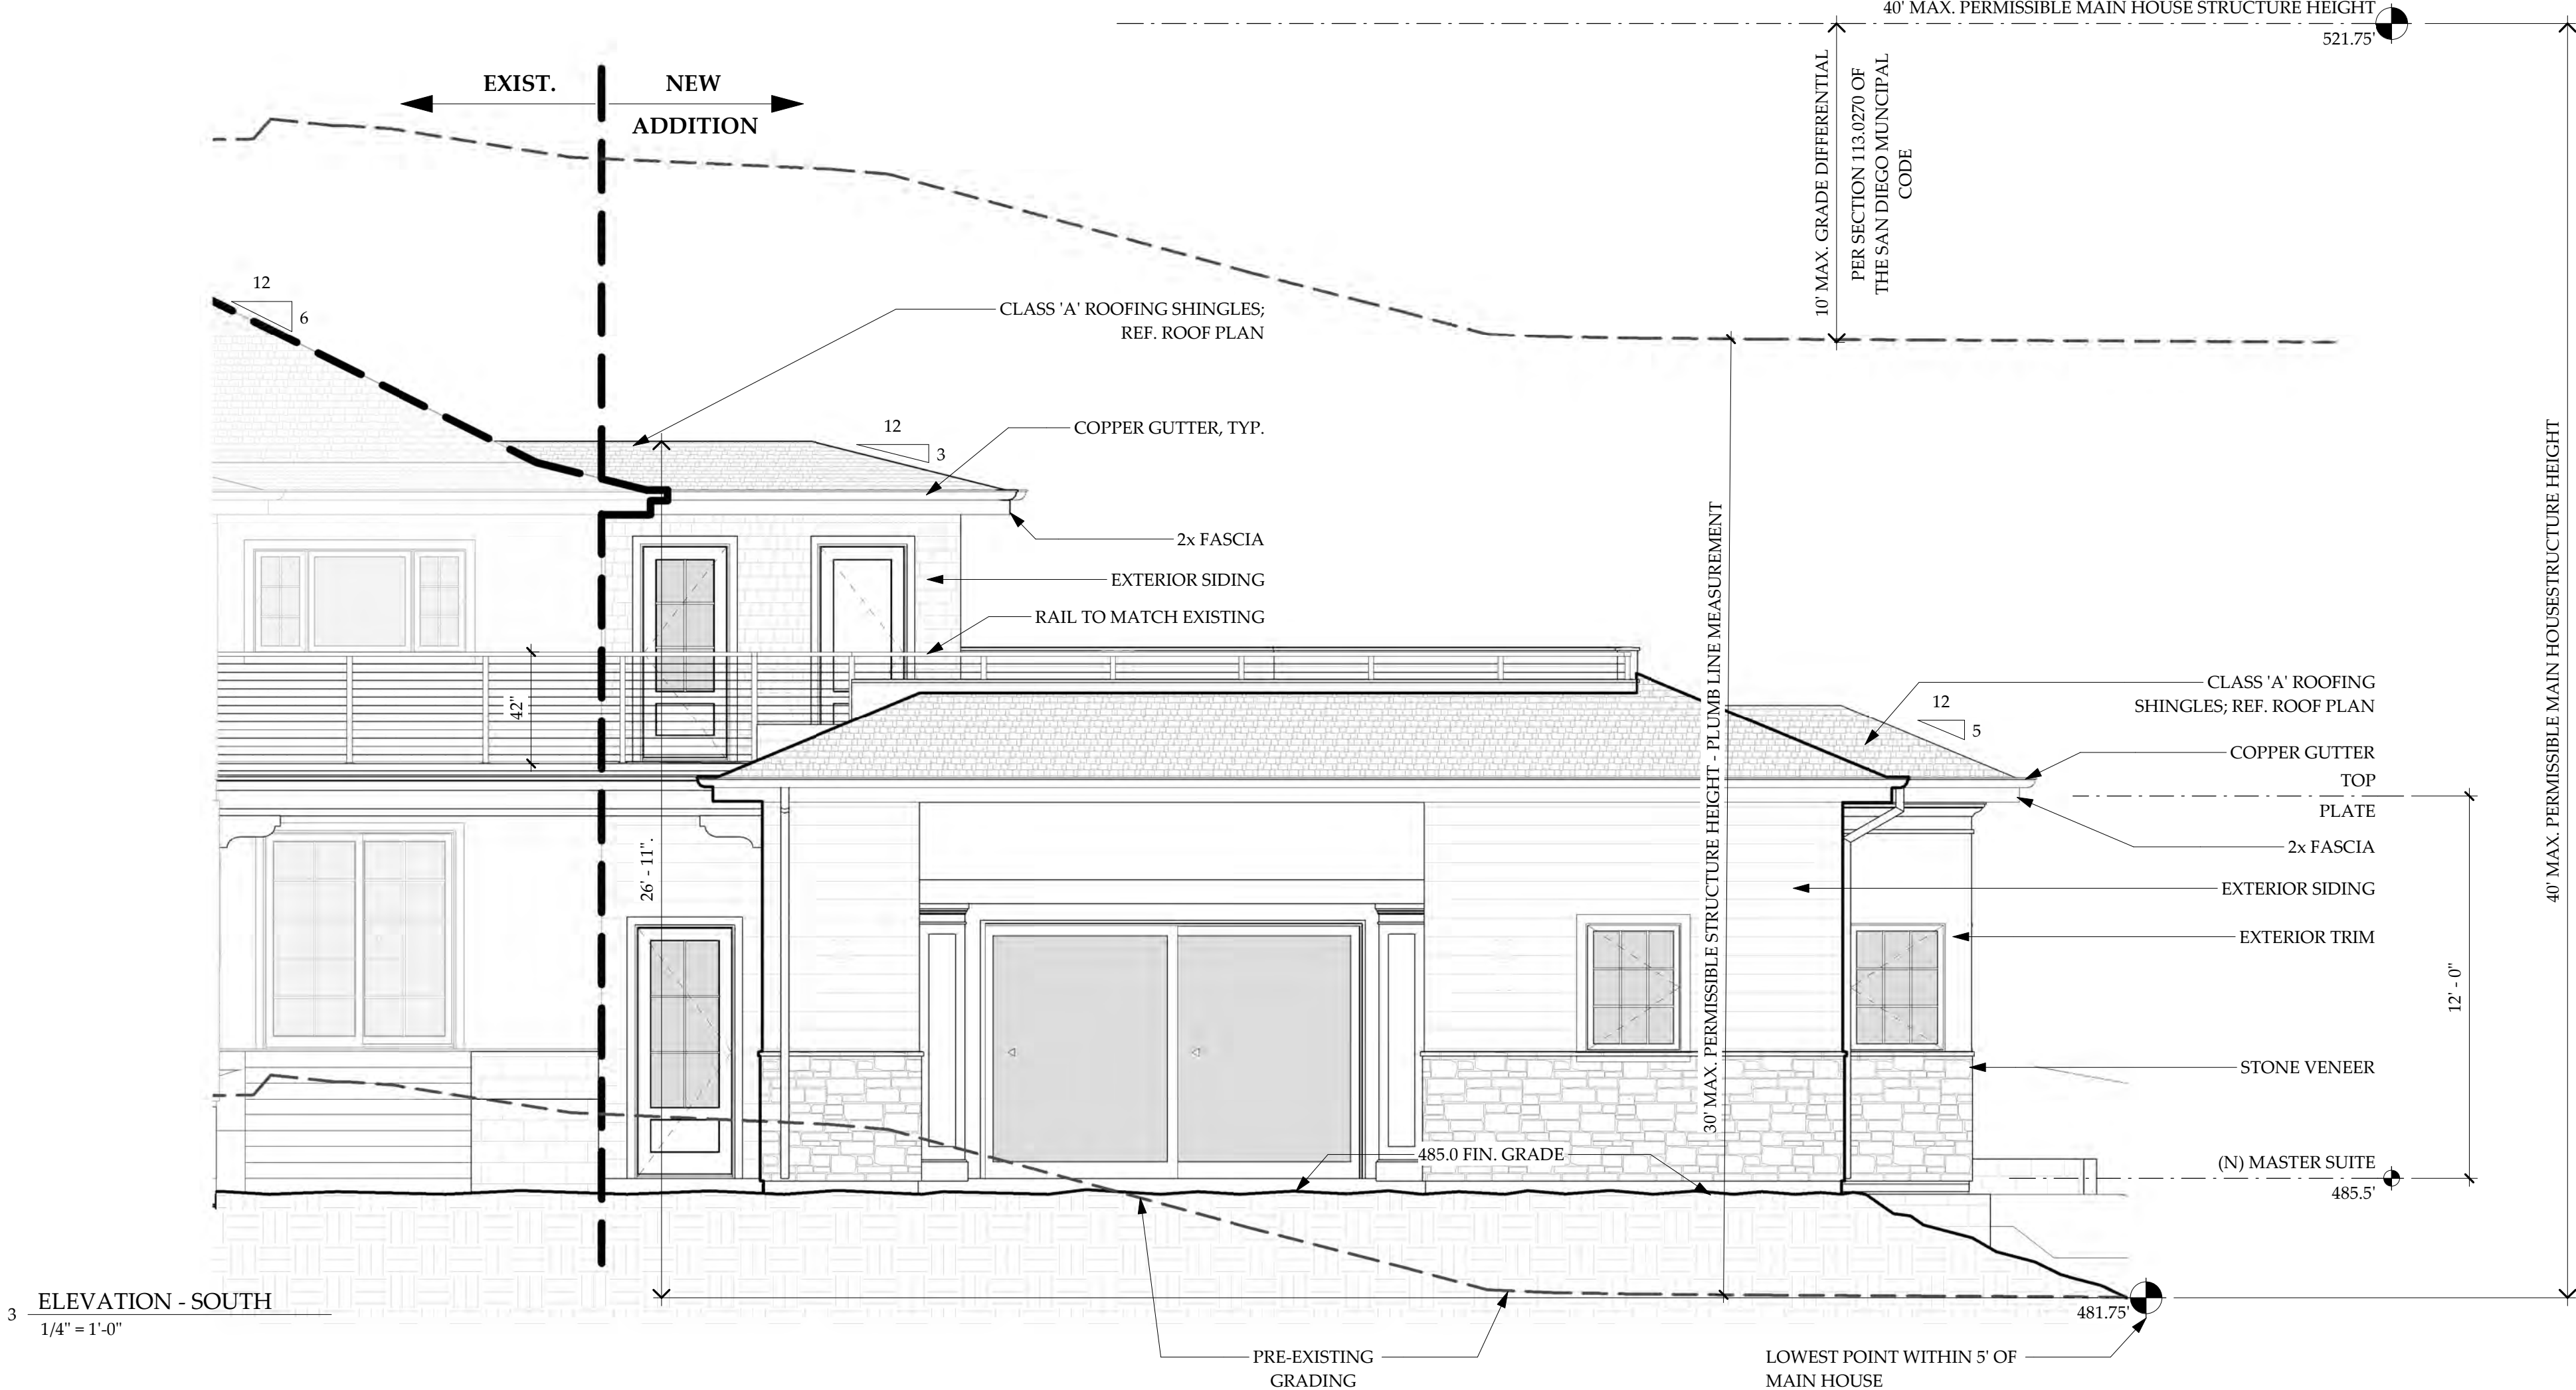 40' MAX. PERMISSIBLE MAIN HOUSE STRUCTURE HEIGHT
521.75'
EXIST.
NEW
ADDITION
10' MAX. GRADE DIFFERENTIAL
PER SECTION 113.0270 OF
THE SAN DIEGO MUNCIPAL
CODE
12
6
CLASS 'A' ROOFING SHINGLES;
REF. ROOF PLAN
12
3
COPPER GUTTER, TYP.
2x FASCIA
EXTERIOR SIDING
RAIL TO MATCH EXISTING
42"
26' - 11".
30' MAX. PERMISSIBLE STRUCTURE HEIGHT - PLUMB LINE MEASUREMENT
40' MAX. PERMISSIBLE MAIN HOUSESTRUCTURE HEIGHT
CLASS 'A' ROOFING
SHINGLES; REF. ROOF PLAN
12
5
COPPER GUTTER
TOP
PLATE
2x FASCIA
EXTERIOR SIDING
EXTERIOR TRIM
12' - 0"
STONE VENEER
485.0 FIN. GRADE
(N) MASTER SUITE
485.5'
3
ELEVATION - SOUTH
1/4" = 1'-0"
481.75'
PRE-EXISTING
GRADING
LOWEST POINT WITHIN 5' OF
MAIN HOUSE